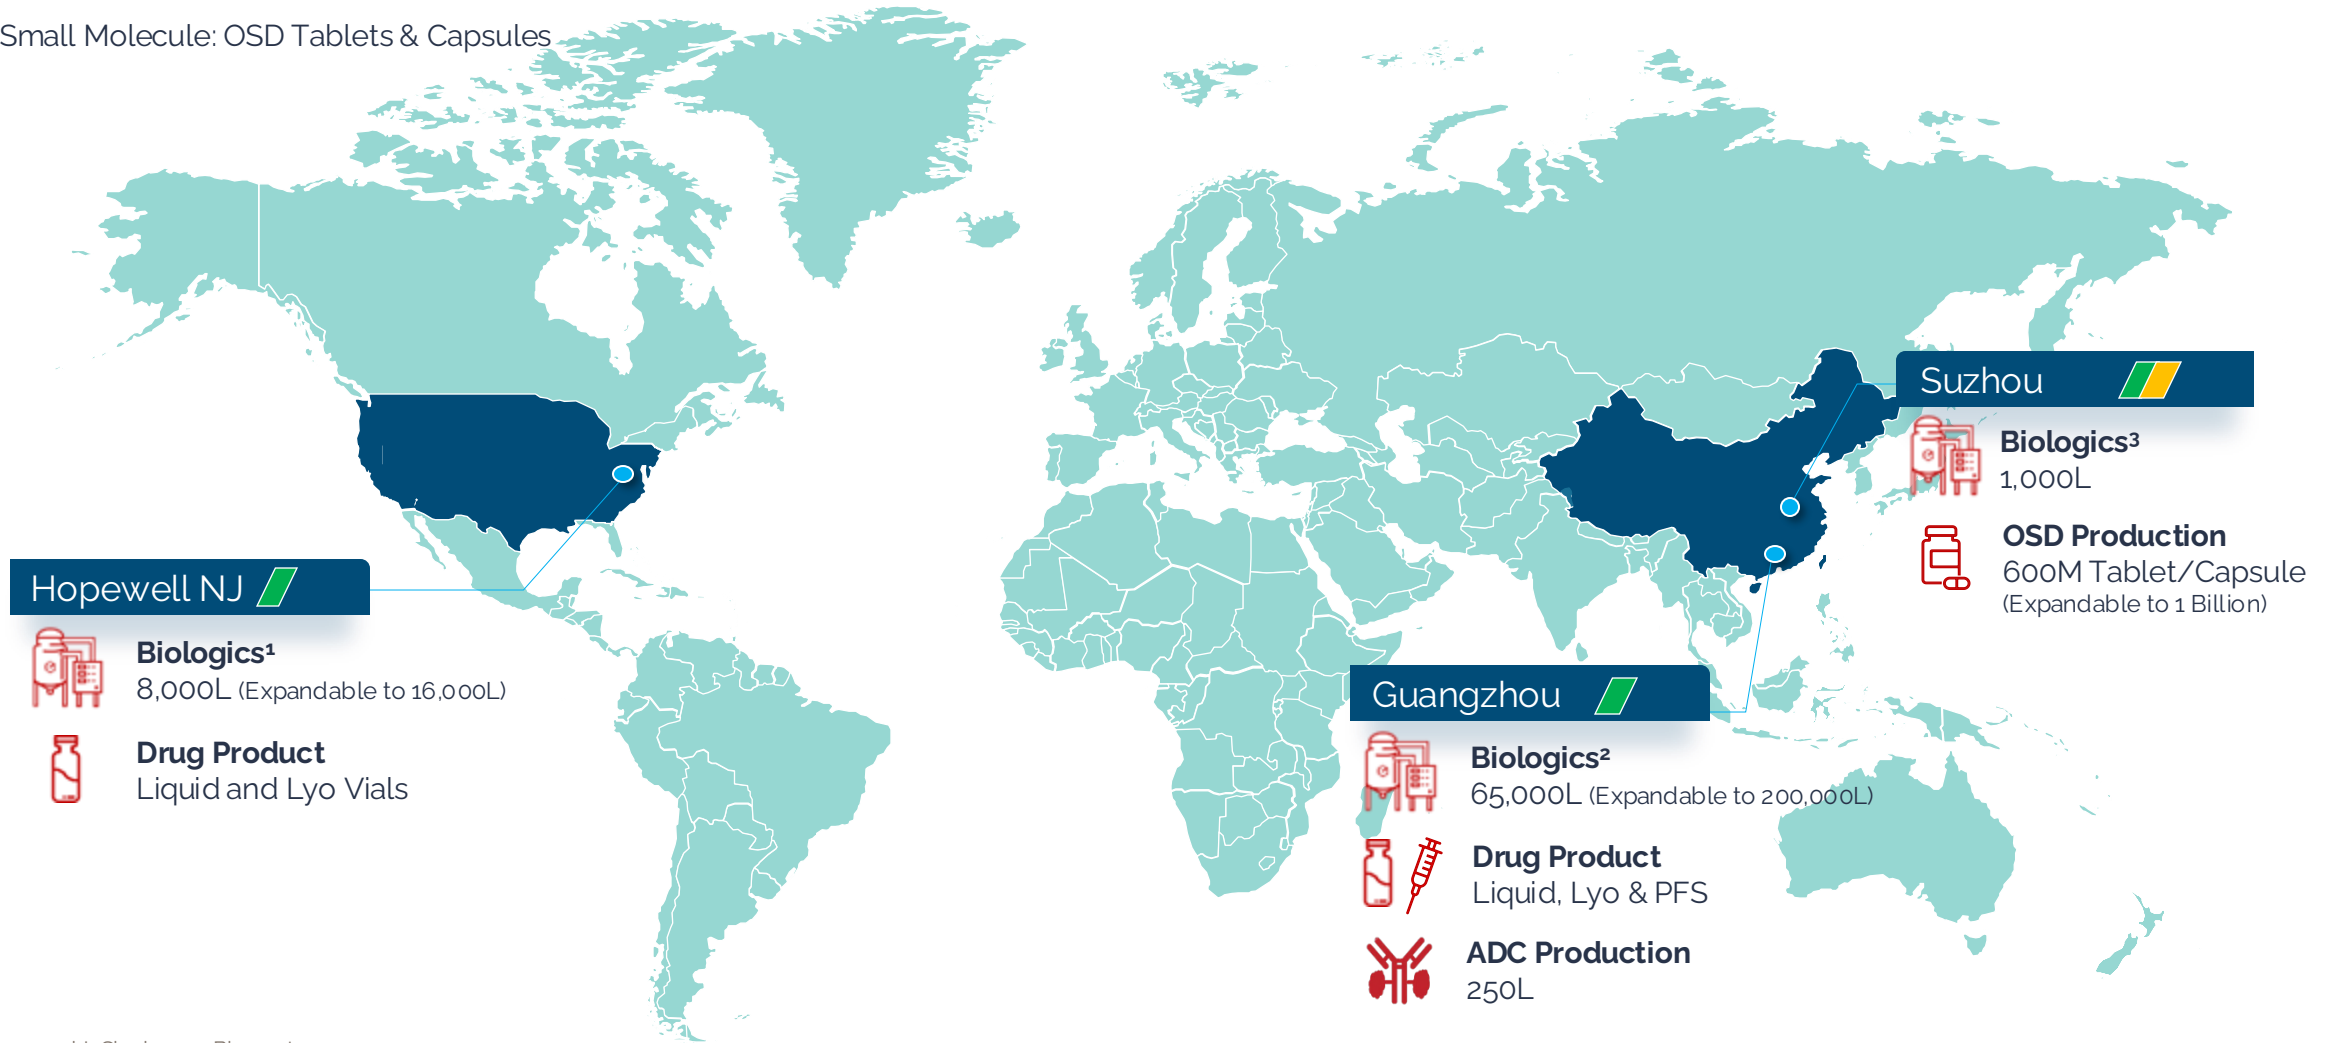 Small Molecule: OSD Tablets & Capsules
Suzhou
Biologics³
1,000L
OSD Production
600M Tablet/Capsule
(Expandable to 1 Billion)
Hopewell NJ
Biologics¹
8,000L (Expandable to 16,000L)
Drug Product
Liquid and Lyo Vials
Guangzhou
Biologics²
65,000L (Expandable to 200,000L)
Drug Product
Liquid, Lyo & PFS
ADC Production
250L